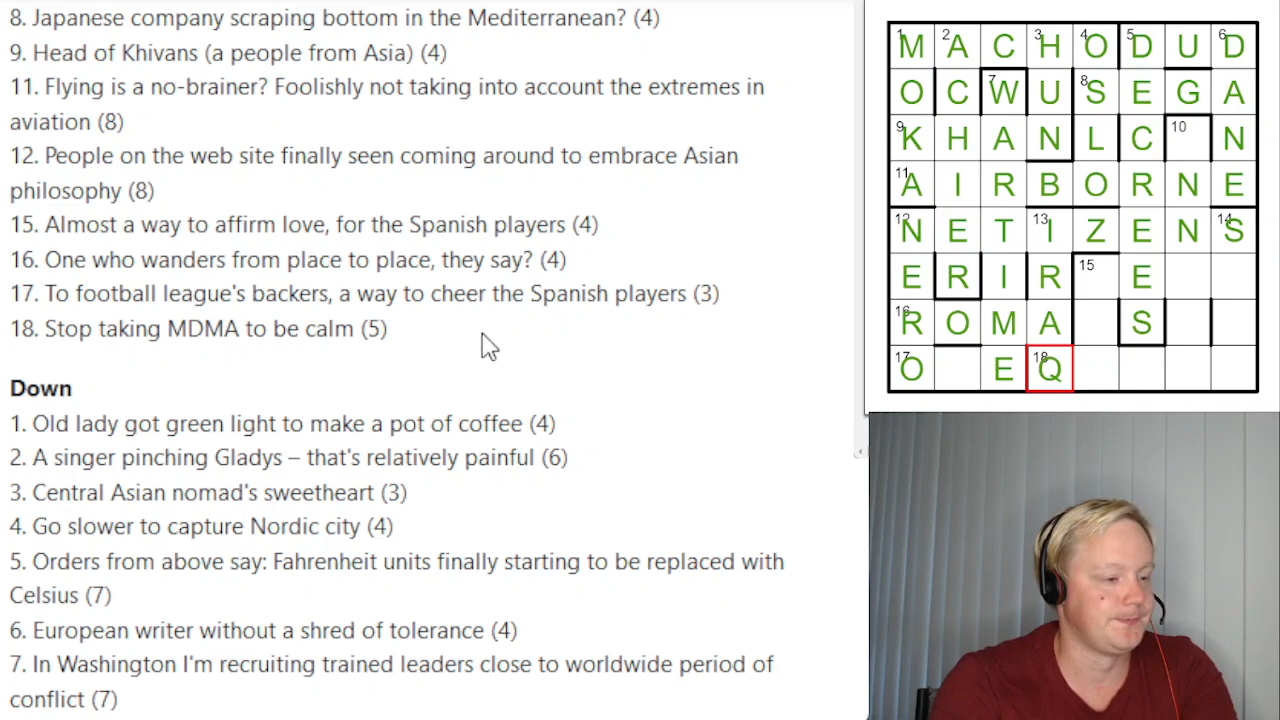 8. Japanese company scraping bottom in the Mediterranean? (4)
9. Head of Khivans (a people from Asia) (4)
11. Flying is a no-brainer? Foolishly not taking into account the extremes in
aviation (8)
12. People on the web site finally seen coming around to embrace Asian
philosophy (8)
15. Almost a way to affirm love, for the Spanish players (4)
16. One who wanders from place to place, they say? (4)
17. To football league's backers, a way to cheer the Spanish players (3)
18. Stop taking MDMA to be calm (5)
Down
1. Old lady got green light to make a pot of coffee (4)
2. A singer pinching Gladys – that's relatively painful (6)
3. Central Asian nomad's sweetheart (3)
4. Go slower to capture Nordic city (4)
5. Orders from above say: Fahrenheit units finally starting to be replaced with
Celsius (7)
6. European writer without a shred of tolerance (4)
7. In Washington I'm recruiting trained leaders close to worldwide period of
conflict (7)
1 M 2 A C 3 H 4 O 5 D U 6 D
O C 7 W U 8 S E G A
9 K H A N L C 10 N
11 A I R B O R N E
12 N E T 13 I Z E N 14 S
E R I R 15 E
16 R O M A S
17 O E 18 Q